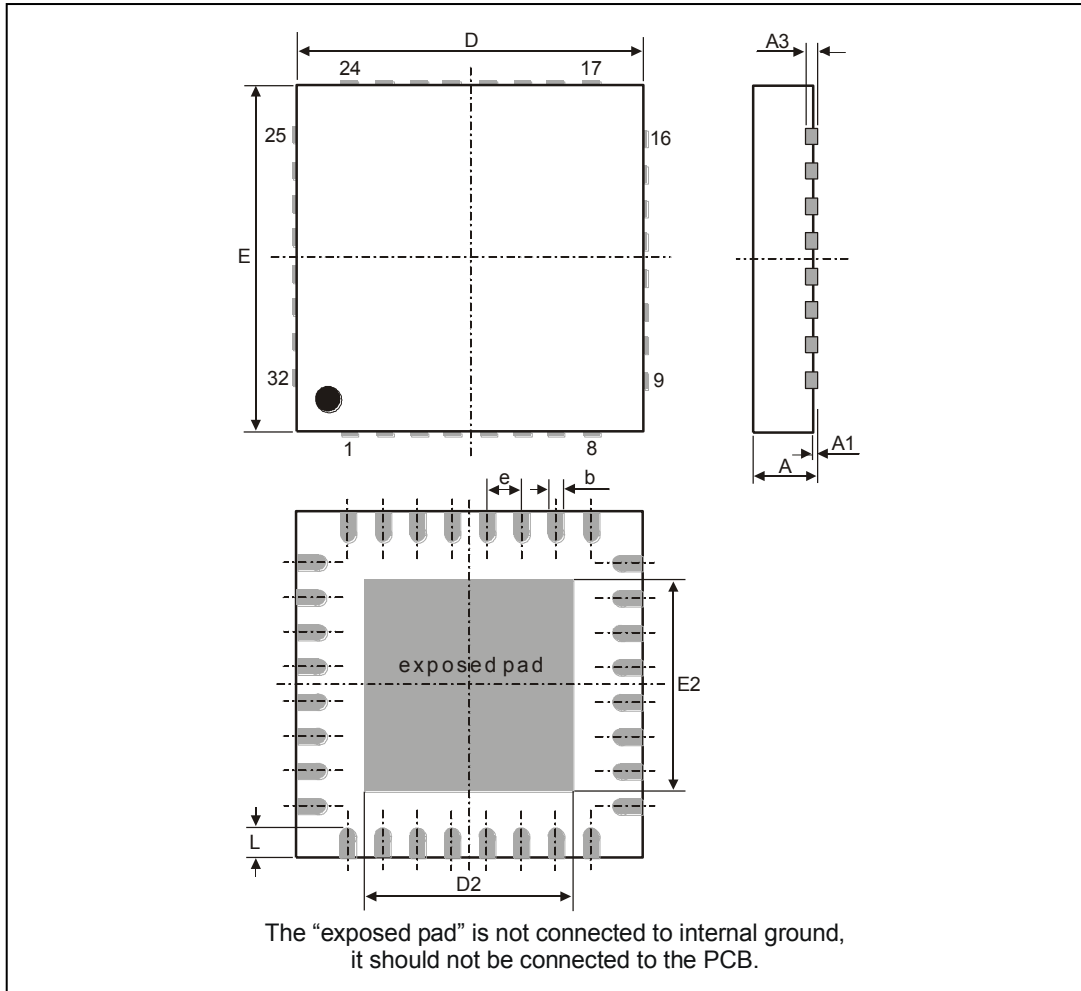 D
A3
24
17
25
16
E
32
9
1
8
A1
A
e
b
exposed pad
E2
L
D2
The “exposed pad” is not connected to internal ground,
it should not be connected to the PCB.